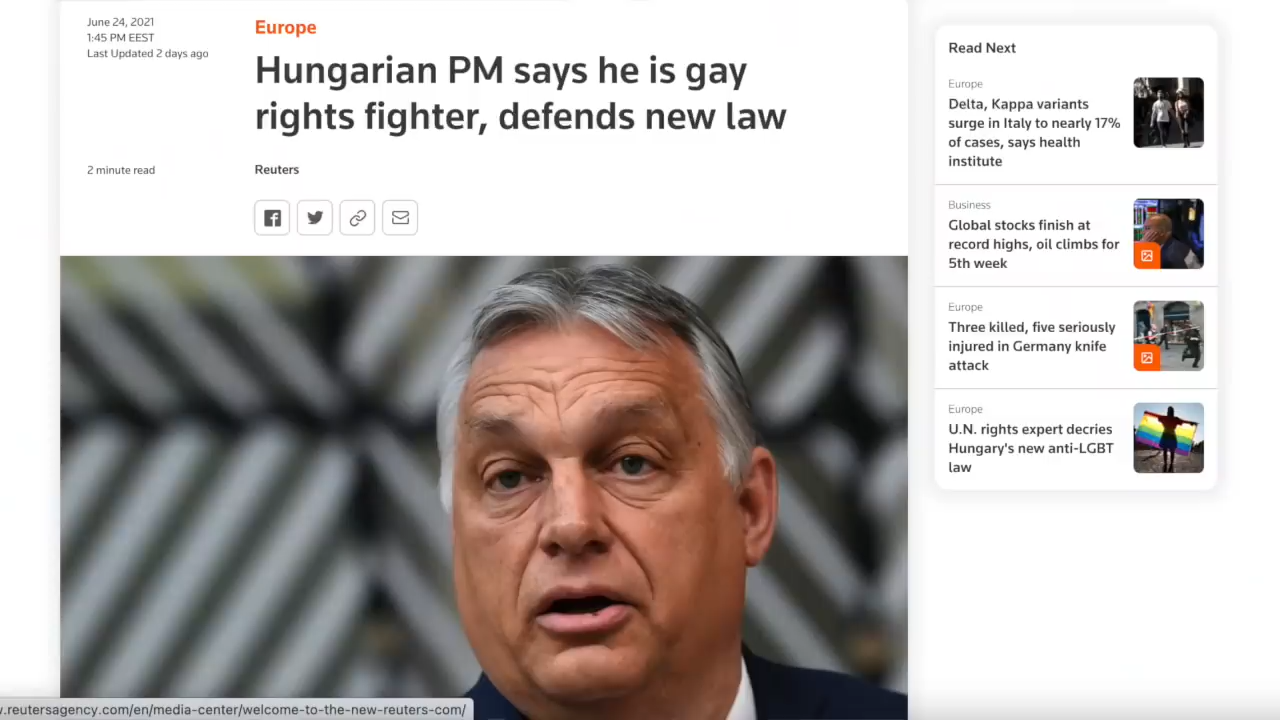 June 24, 2021
1:45 PM EEST
Last Updated 2 days ago
Europe
Hungarian PM says he is gay
rights fighter, defends new law
2 minute read
Reuters
Read Next
Europe
Delta, Kappa variants
surge in Italy to nearly 17%
of cases, says health
institute
Business
Global stocks finish at
record highs, oil climbs for
5th week
Europe
Three killed, five seriously
injured in Germany knife
attack
Europe
U.N. rights expert decries
Hungary's new anti-LGBT
law
.reutersagency.com/en/media-center/welcome-to-the-new-reuters-com/